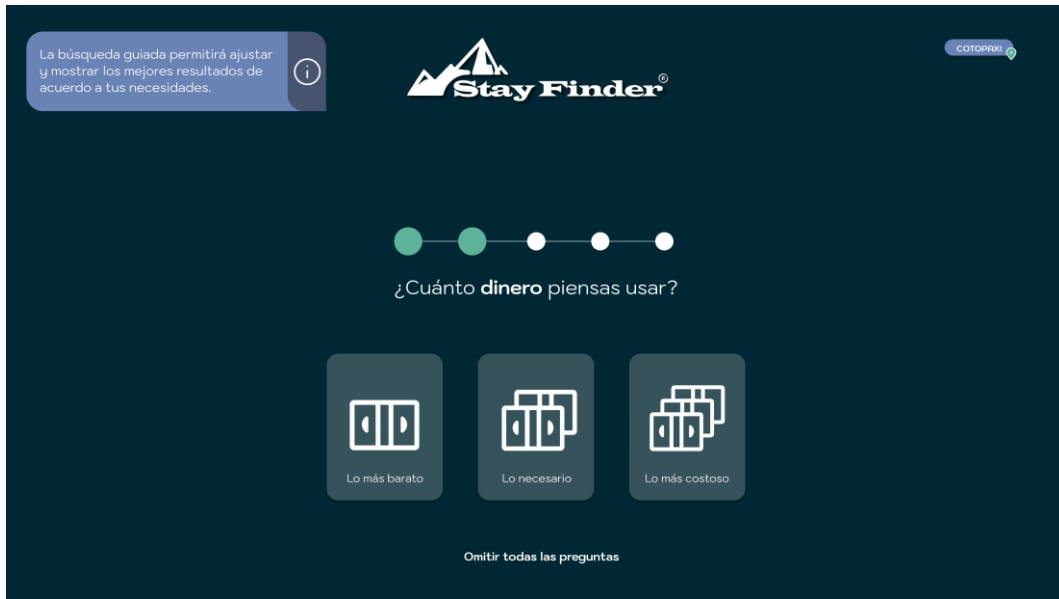 La búsqueda guiada permitirá ajustar
y mostrar los mejores resultados de
acuerdo a tus necesidades.
Stay Finder®
COTOPAXI
¿Cuánto dinero piensas usar?
Lo más barato
Lo necesario
Lo más costoso
Omitir todas las preguntas